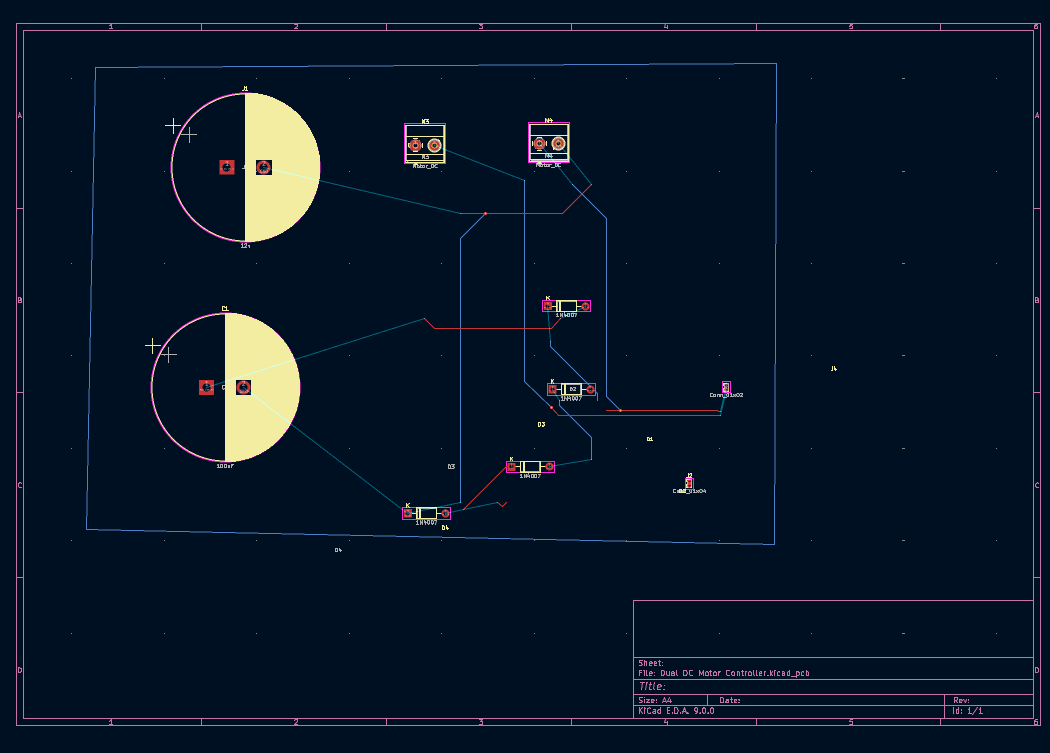 1 2 3 4 5 6
A A
J1
M3 M4
M3 M4
Motor_DC Motor_DC
12v
B B
K
1N4007
C1
J4
K
D2
1N4007
Conn_01x02
D3
D1
100nF
K
D3
1N4007
C C
K
1N4007
D4
D4
D D
Sheet:
File: Dual DC Motor Controller.kicad_pcb
Title:
Size: A4 Date: Rev:
KiCad E.D.A. 9.0.0 Id: 1/1
1 2 3 4 5 6